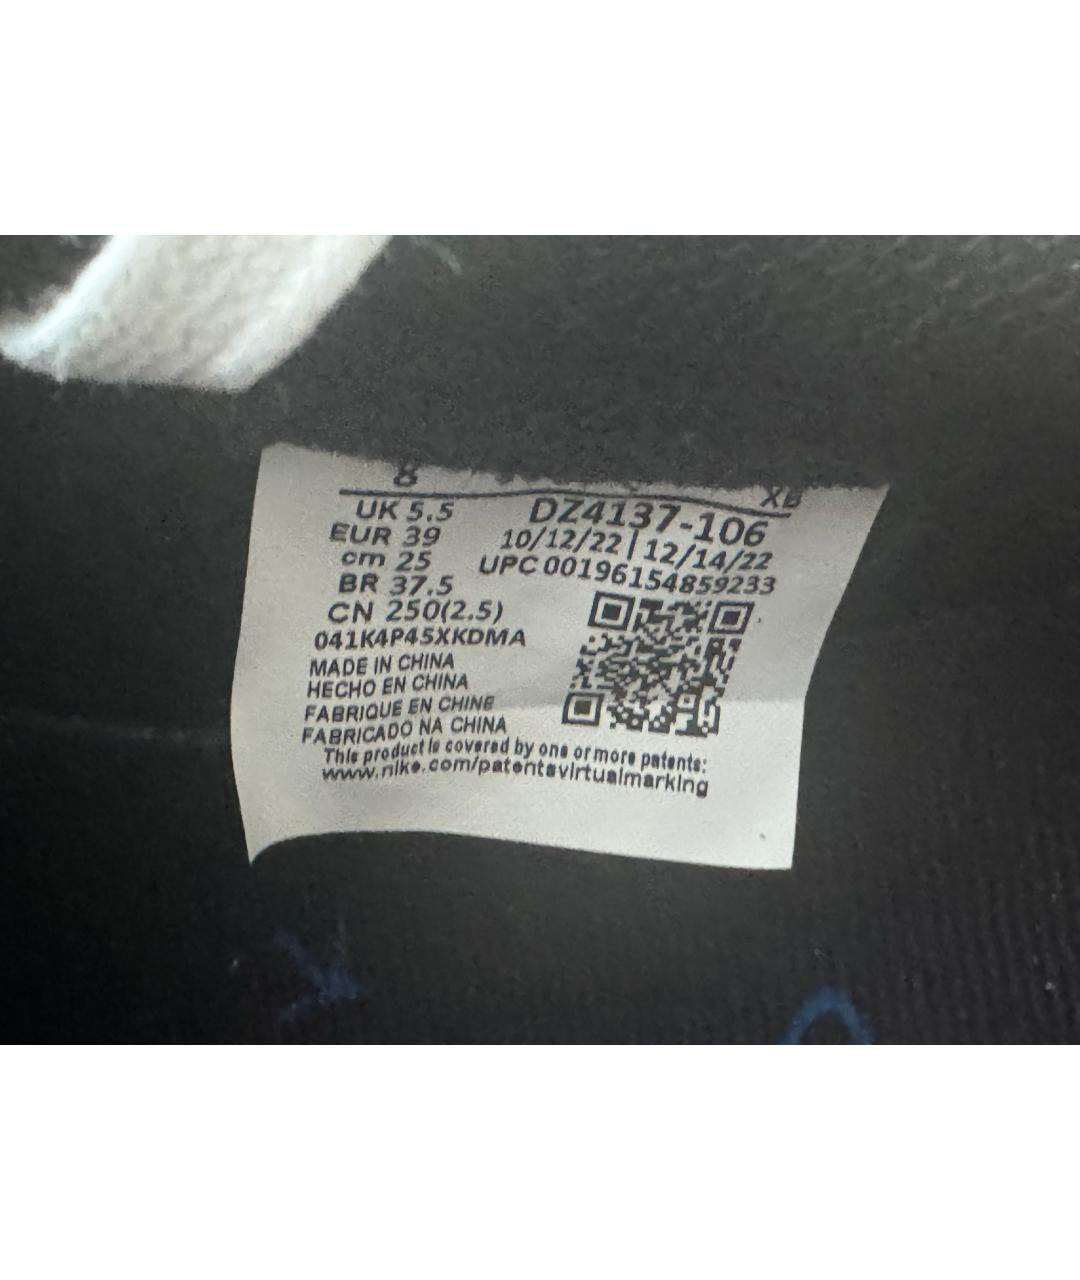 8
XB
UK 5.5
EUR 39
cm 25
BR 37.5
CN 250(2.5)
041K4P45XKDMA
DZ4137-106
10/12/22 | 12/14/22
UPC 00196154859233
MADE IN CHINA
HECHO EN CHINA
FABRIQUE EN CHINE
FABRICADO NA CHINA
This product is covered by one or more patents:
www.nike.com/patentsvirtualmarking